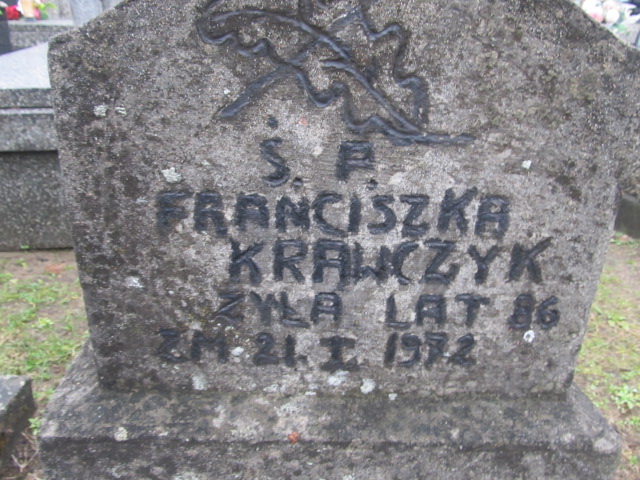 Ś. P.
FRANCISZKA
KRAWCZYK
ŻYŁA LAT 86
ZM 21. I 1972